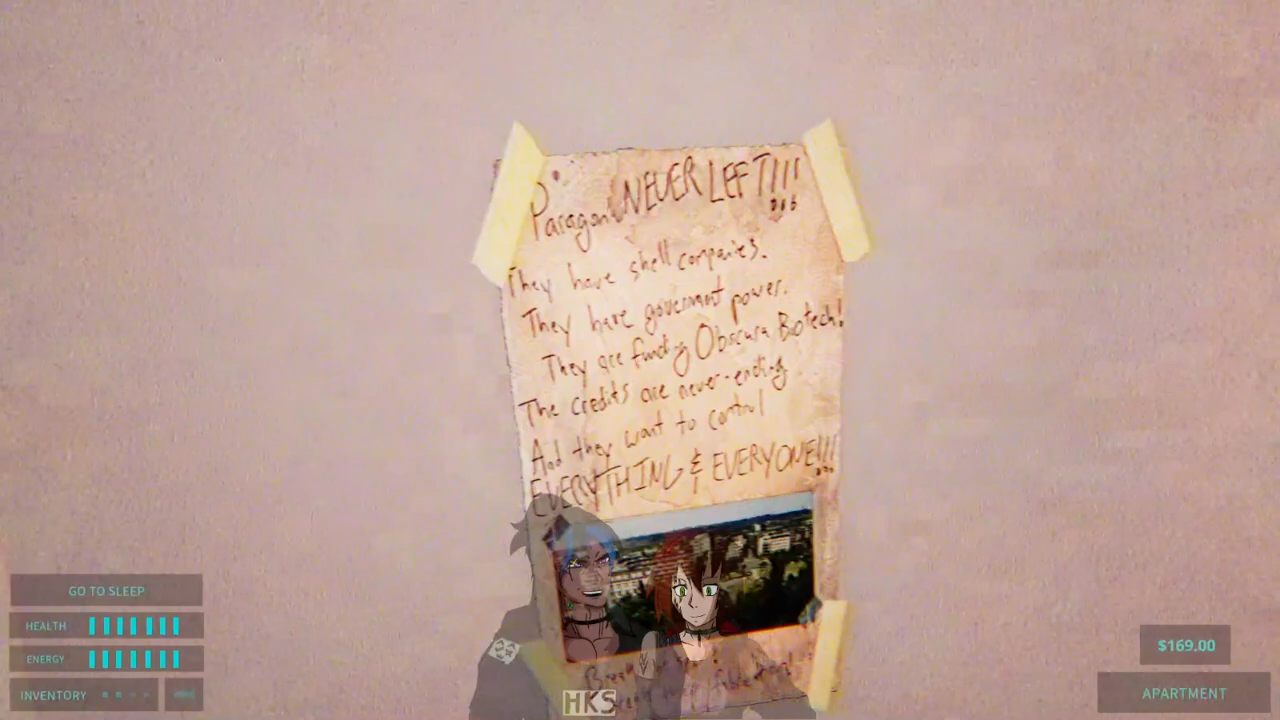 Paragon NEVER LEFT!!!
They have shell companies.
They have goverment power.
They are funding Obscura Biotech!
The credits are never-ending
And they want to control
EVERYTHING & EVERYONE!!!
HKS
GO TO SLEEP
HEALTH
ENERGY
INVENTORY
$169.00
APARTMENT